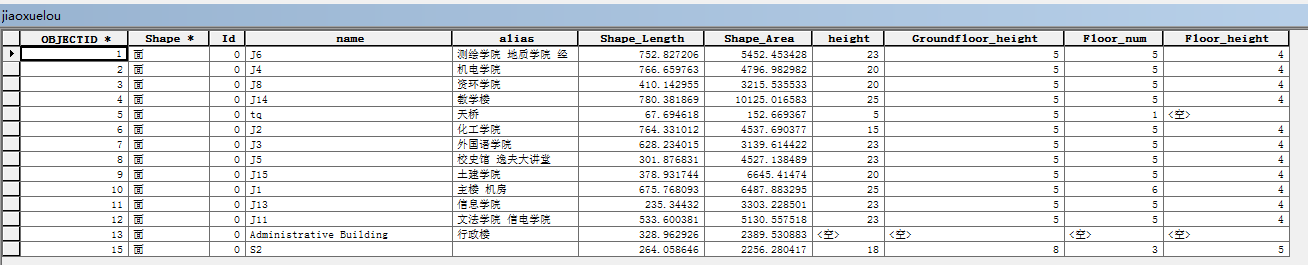 jiaoxuelou
OBJECTID * Shape * Id name alias Shape_Length Shape_Area height Groundfloor_height Floor_num Floor_height
1 面 0 J6 测绘学院 地质学院 经 752.827206 5452.453428 23 5 5 4
2 面 0 J4 机电学院 766.659763 4796.982982 20 5 5 4
3 面 0 J8 资环学院 410.142955 3215.535533 20 5 5 4
4 面 0 J14 教学楼 780.381869 10125.016583 25 5 5 4
5 面 0 tq 天桥 67.694618 152.669367 5 5 1 <空>
6 面 0 J2 化工学院 764.331012 4537.690377 15 5 5 4
7 面 0 J3 外国语学院 628.234015 3139.614422 23 5 5 4
8 面 0 J5 校史馆 逸夫大讲堂 301.876831 4527.138489 23 5 5 4
9 面 0 J15 土建学院 378.931744 6645.41474 20 5 5 4
10 面 0 J1 主楼 机房 675.768093 6487.883295 25 5 6 4
11 面 0 J13 信息学院 235.34432 3303.228501 23 5 5 4
12 面 0 J11 文法学院 信电学院 533.600381 5130.557518 23 5 5 4
13 面 0 Administrative Building 行政楼 328.962926 2389.530883 <空> <空> <空> <空>
15 面 0 S2 264.058646 2256.280417 18 8 3 5